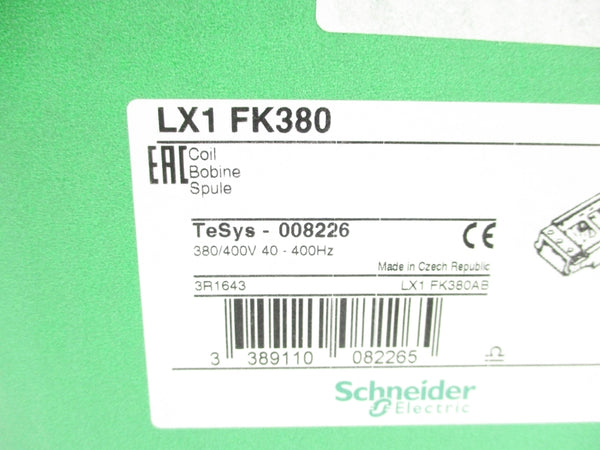 LX1 FK380
EAC
Coil
Bobine
Spule
TeSys - 008226
CE
380/400V 40 - 400Hz
Made in Czech Republic
3R1643 LX1 FK380AB
3 389110 082265
Schneider
Electric